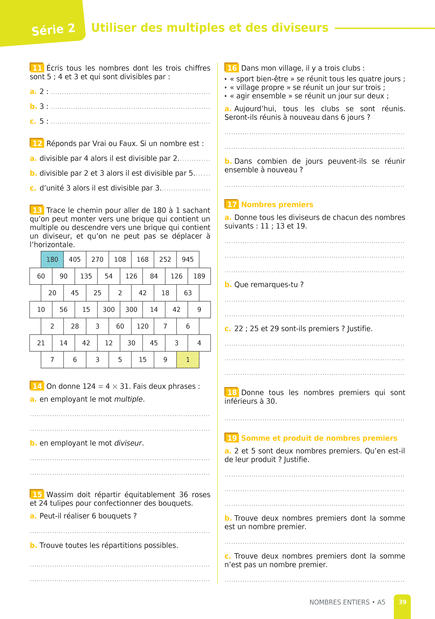 Série 2
Utiliser des multiples et des diviseurs
11 Écris tous les nombres dont les trois chiffres
sont 5 ; 4 et 3 et qui sont divisibles par :
a. 2 :
b. 3 :
c. 5 :
12 Réponds par Vrai ou Faux. Si un nombre est :
a. divisible par 4 alors il est divisible par 2.
b. divisible par 2 et 3 alors il est divisible par 5.
c. d'unité 3 alors il est divisible par 3.
13 Trace le chemin pour aller de 180 à 1 sachant
qu'on peut monter vers une brique qui contient un
multiple ou descendre vers une brique qui contient
un diviseur, et qu'on ne peut pas se déplacer à
l'horizontale.
180 405 270 108 168 252 945
60 90 135 54 126 84 126 189
20 45 25 2 42 18 63
10 56 15 300 300 14 42 9
2 28 3 60 120 7 6
21 14 42 12 30 45 3 4
7 6 3 5 15 9 1
14 On donne 124 = 4 × 31. Fais deux phrases :
a. en employant le mot multiple.
b. en employant le mot diviseur.
15 Wassim doit répartir équitablement 36 roses
et 24 tulipes pour confectionner des bouquets.
a. Peut-il réaliser 6 bouquets ?
b. Trouve toutes les répartitions possibles.
16 Dans mon village, il y a trois clubs :
• « sport bien-être » se réunit tous les quatre jours ;
• « village propre » se réunit un jour sur trois ;
• « agir ensemble » se réunit un jour sur deux ;
a. Aujourd'hui, tous les clubs se sont réunis.
Seront-ils réunis à nouveau dans 6 jours ?
b. Dans combien de jours peuvent-ils se réunir
ensemble à nouveau ?
17 Nombres premiers
a. Donne tous les diviseurs de chacun des nombres
suivants : 11 ; 13 et 19.
b. Que remarques-tu ?
c. 22 ; 25 et 29 sont-ils premiers ? Justifie.
18 Donne tous les nombres premiers qui sont
inférieurs à 30.
19 Somme et produit de nombres premiers
a. 2 et 5 sont deux nombres premiers. Qu'en est-il
de leur produit ? Justifie.
b. Trouve deux nombres premiers dont la somme
est un nombre premier.
c. Trouve deux nombres premiers dont la somme
n'est pas un nombre premier.
NOMBRES ENTIERS • A5 39